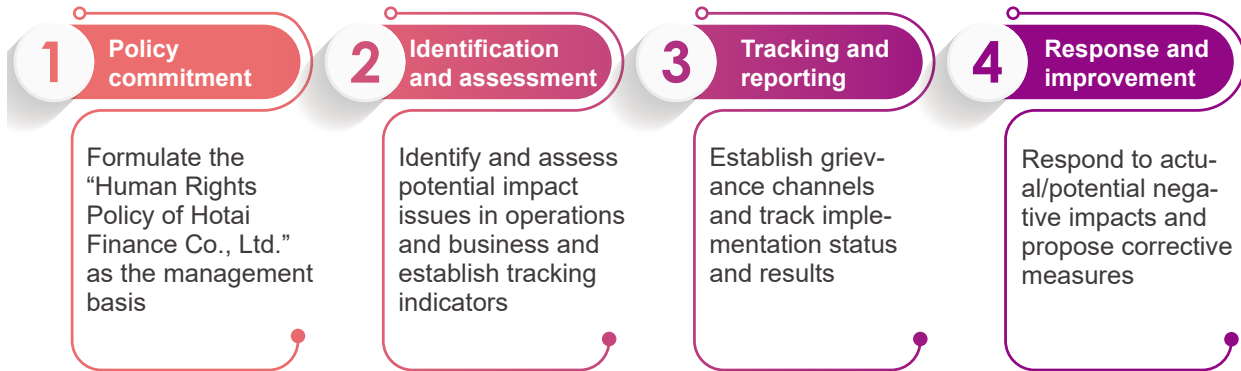 1
Policy
commitment
Formulate the
“Human Rights
Policy of Hotai
Finance Co., Ltd.”
as the management
basis
2
Identification
and assessment
Identify and assess
potential impact
issues in operations
and business and
establish tracking
indicators
3
Tracking and
reporting
Establish griev-
ance channels
and track imple-
mentation status
and results
4
Response and
improvement
Respond to actu-
al/potential nega-
tive impacts and
propose corrective
measures